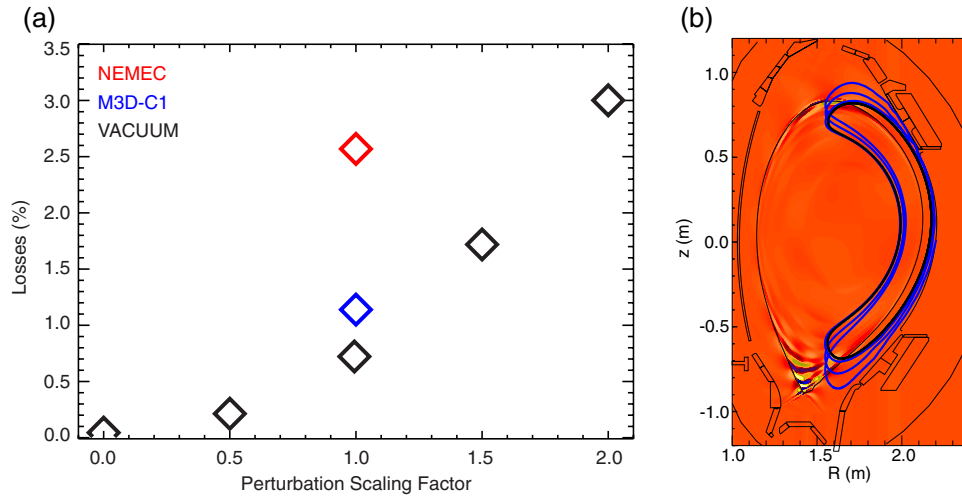 (a)
3.5
3.0
2.5
2.0
1.5
1.0
0.5
0.0
Losses (%)
NEMEC
M3D-C1
VACUUM
0.0 0.5 1.0 1.5 2.0
Perturbation Scaling Factor
(b)
1.0
0.5
0.0
-0.5
-1.0
z (m)
1.0 1.5 2.0
R (m)